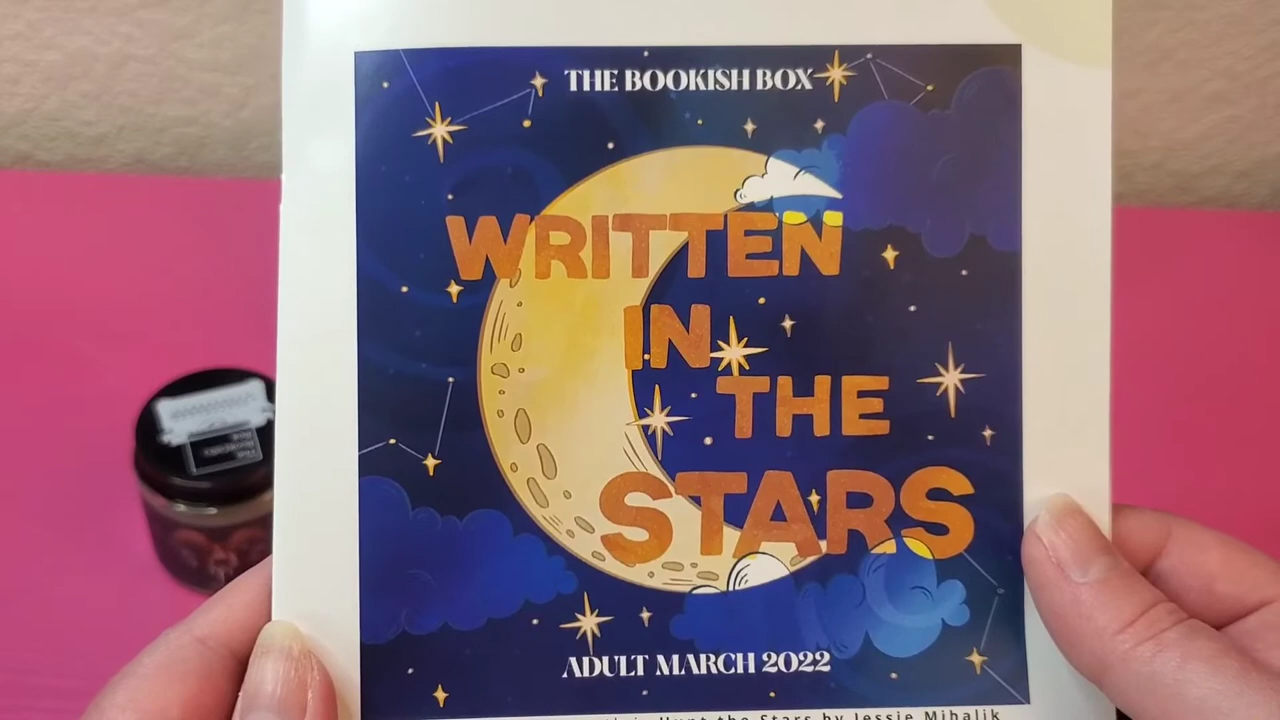 THE BOOKISH BOX
WRITTEN
IN
THE
STARS
ADULT MARCH 2022
Hunt the Stars by Jessie Mihalik